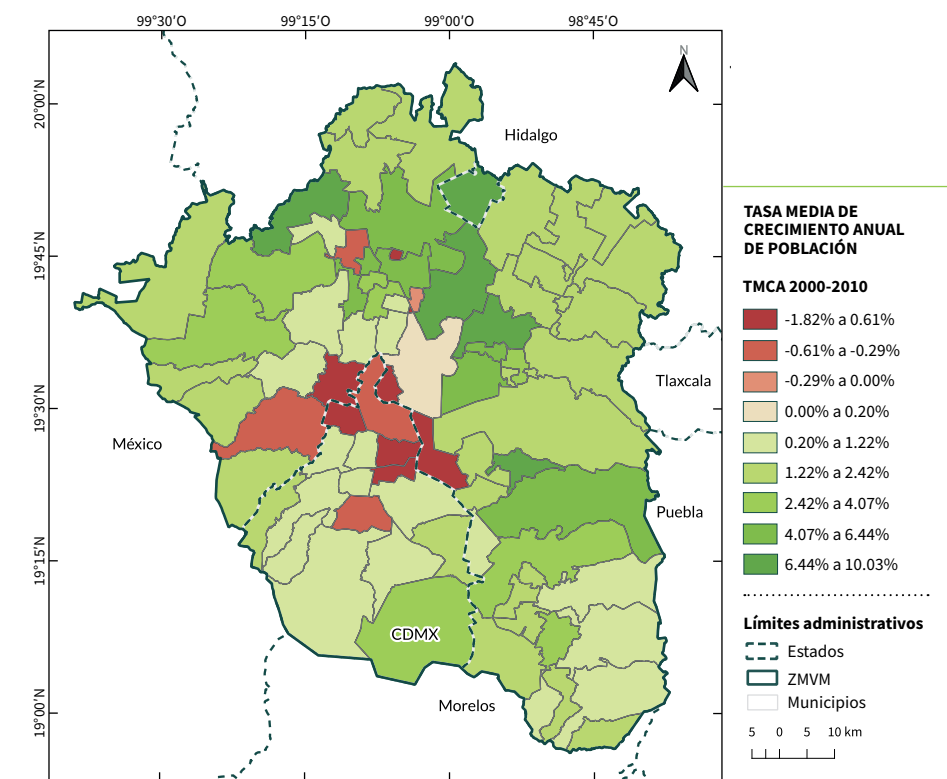 99°30'O 99°15'O 99°00'O 98°45'O
N
20°00'N
19°45'N
19°30'N
19°15'N
19°00'N
Hidalgo
Tlaxcala
México
Puebla
CDMX
Morelos
TASA MEDIA DE
CRECIMIENTO ANUAL
DE POBLACIÓN
TMCA 2000-2010
-1.82% a 0.61%
-0.61% a -0.29%
-0.29% a 0.00%
0.00% a 0.20%
0.20% a 1.22%
1.22% a 2.42%
2.42% a 4.07%
4.07% a 6.44%
6.44% a 10.03%
Límites administrativos
Estados
ZMVM
Municipios
5 0 5 10 km